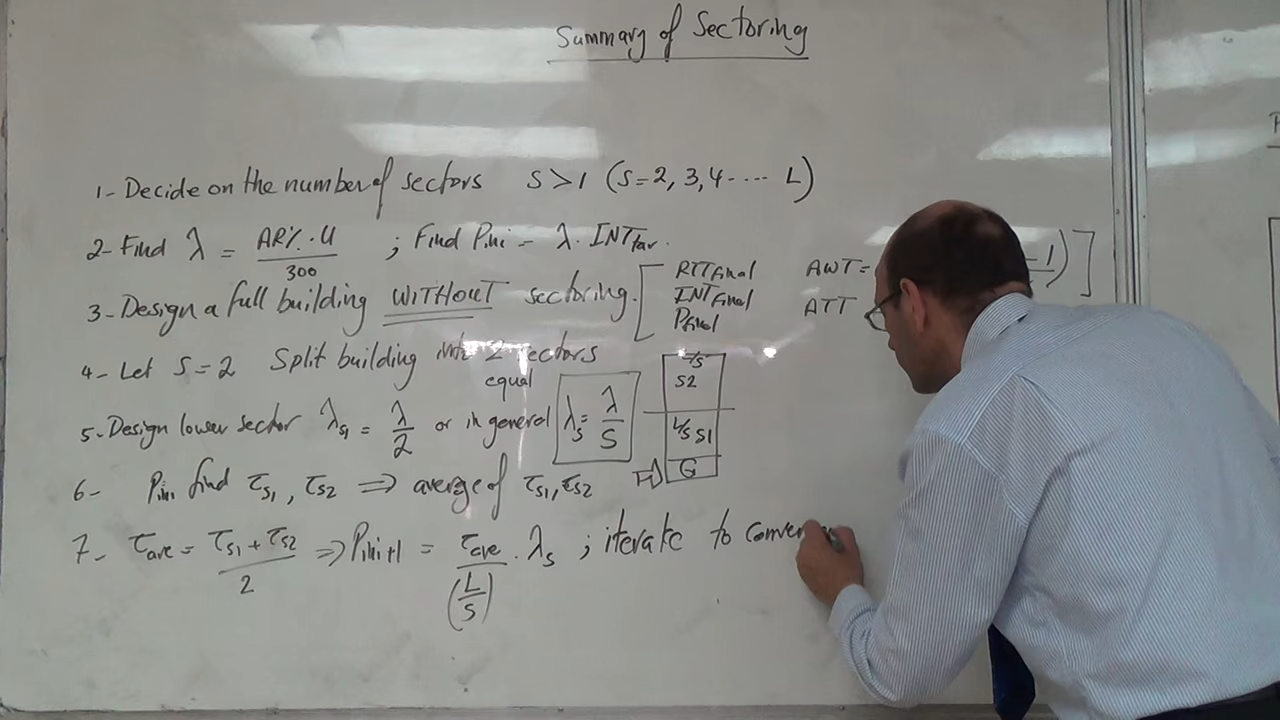 Summary of Sectoring
1- Decide on the number of sectors S>1 (S=2, 3, 4 ---- L)
2- Find λ = AR%·U / 300 ; Find Pini = λ. INTtar.
3- Design a full building WITHOUT sectoring.
RTTfinal
INTfinal
Pfinal
AWT=
ATT
-1)]
4- Let S=2 Split building into 2 sectors
equal
L/S
S2
5- Design lower sector λS1 = λ/2 or in general λS = λ/S
L/S S1
G
6- Pini find τS1, τS2 ⇒ average of τS1, τS2
7- τave = τS1 + τS2 / 2 ⇒ Pini+1 = τave / (L/S) . λS ; iterate to conver